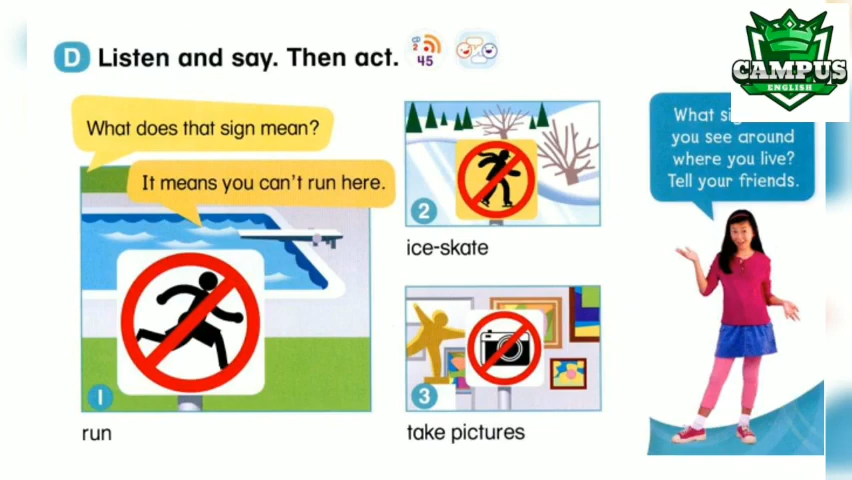 D Listen and say. Then act.
CD 2 45
What does that sign mean?
It means you can't run here.
1
run
2
ice-skate
3
take pictures
What
you see around
where you live?
Tell your friends.
CAMPUS
ENGLISH